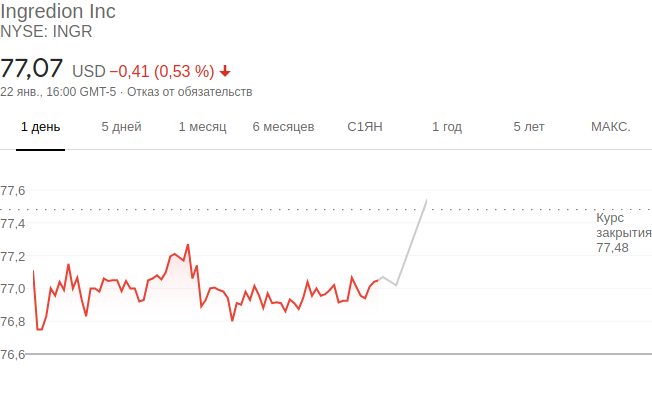 Ingredion Inc
NYSE: INGR
77,07 USD −0,41 (0,53 %)
22 янв., 16:00 GMT-5 · Отказ от обязательств
1 день 5 дней 1 месяц 6 месяцев С1ЯН 1 год 5 лет МАКС.
77,6
77,4
Курс
закрытия
77,48
77,2
77,0
76,8
76,6